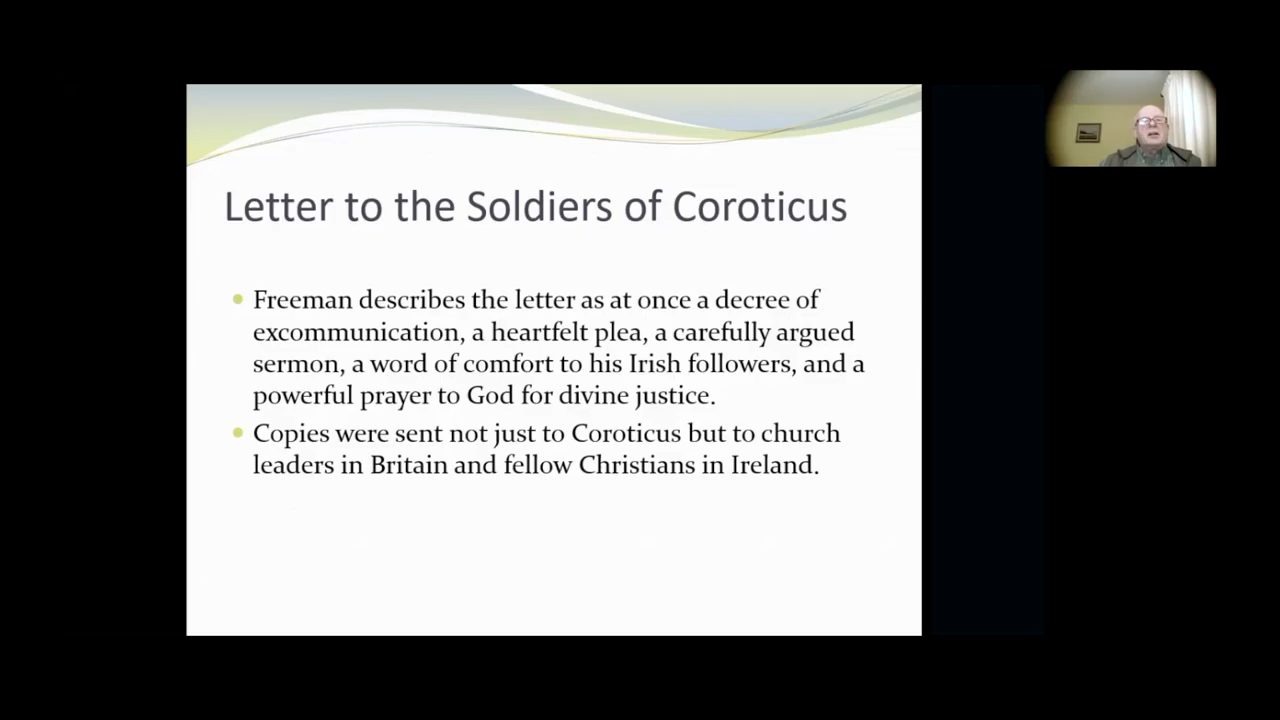 Letter to the Soldiers of Coroticus
Freeman describes the letter as at once a decree of
excommunication, a heartfelt plea, a carefully argued
sermon, a word of comfort to his Irish followers, and a
powerful prayer to God for divine justice.
Copies were sent not just to Coroticus but to church
leaders in Britain and fellow Christians in Ireland.